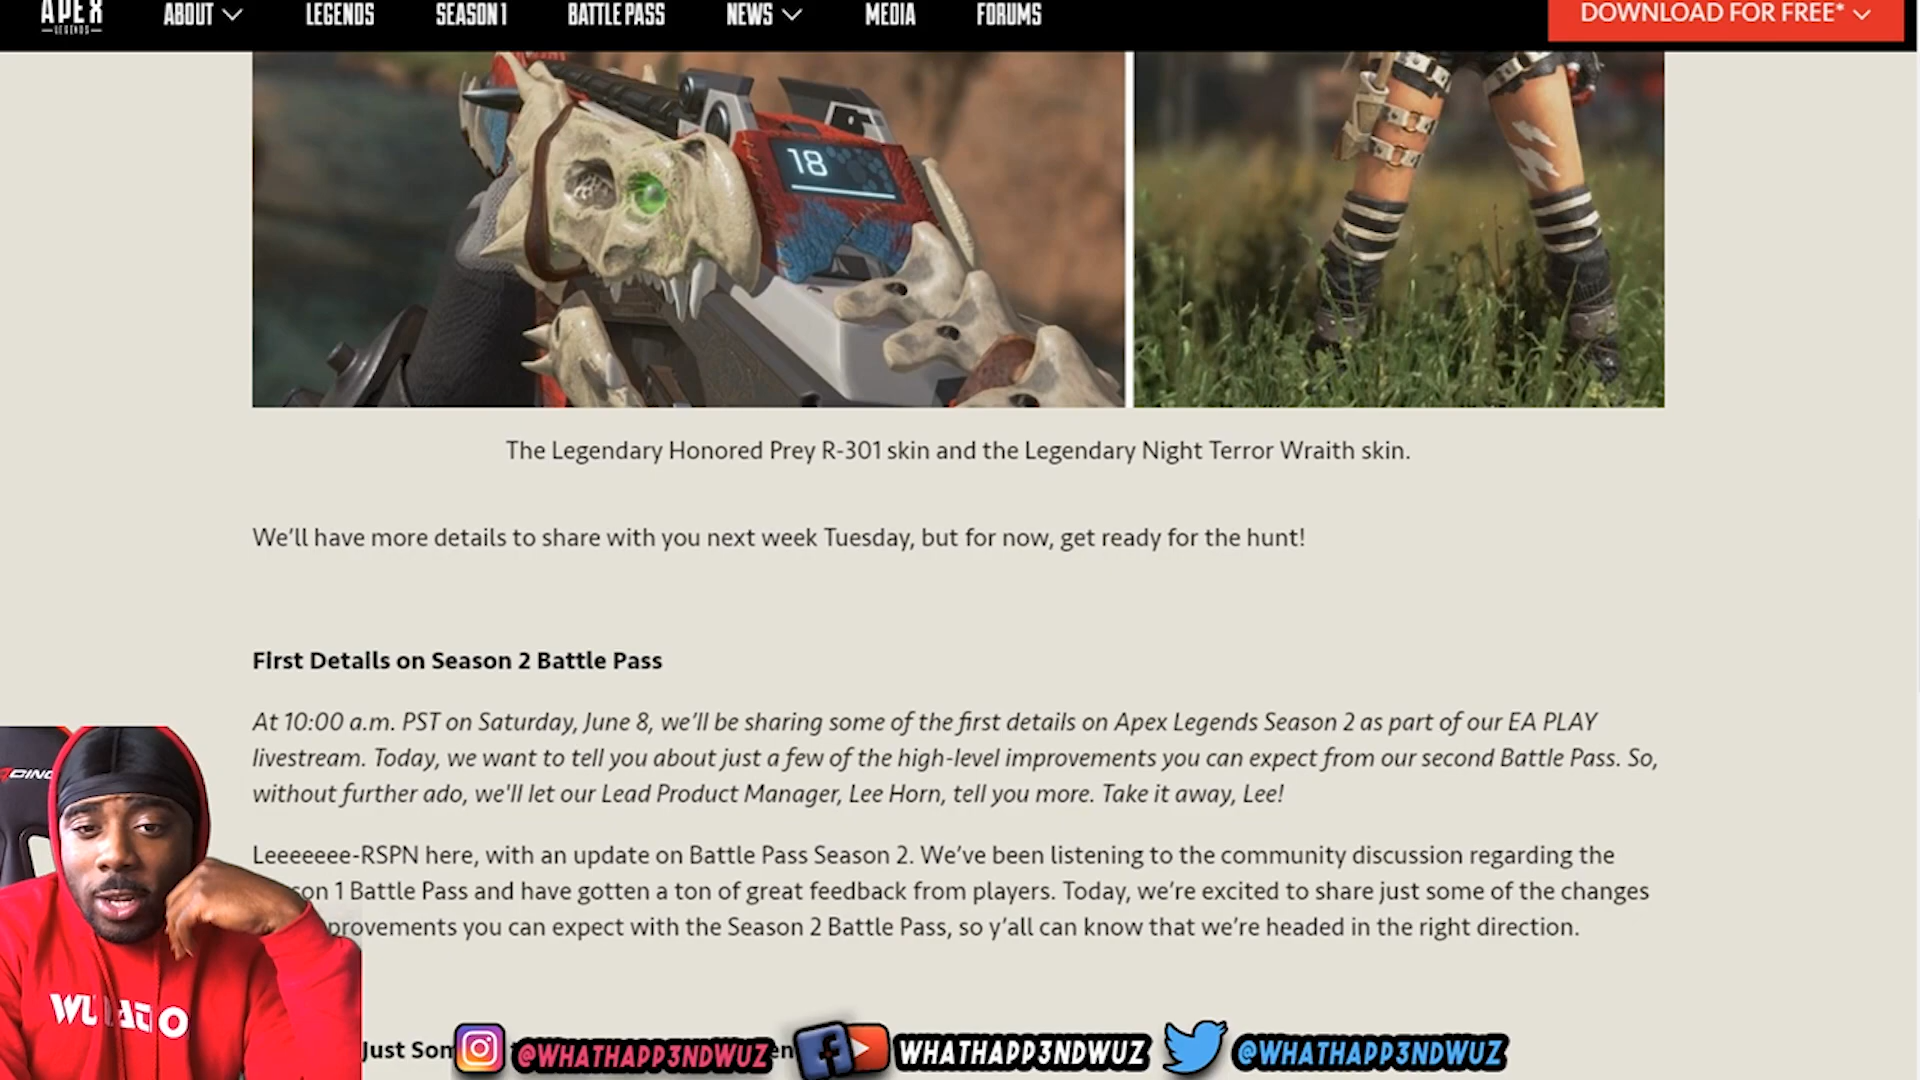 APEX
LEGENDS
ABOUT LEGENDS SEASON 1 BATTLE PASS NEWS MEDIA FORUMS DOWNLOAD FOR FREE*
18
The Legendary Honored Prey R-301 skin and the Legendary Night Terror Wraith skin.
We'll have more details to share with you next week Tuesday, but for now, get ready for the hunt!
First Details on Season 2 Battle Pass
At 10:00 a.m. PST on Saturday, June 8, we'll be sharing some of the first details on Apex Legends Season 2 as part of our EA PLAY
livestream. Today, we want to tell you about just a few of the high-level improvements you can expect from our second Battle Pass. So,
without further ado, we'll let our Lead Product Manager, Lee Horn, tell you more. Take it away, Lee!
Leeeeeee-RSPN here, with an update on Battle Pass Season 2. We've been listening to the community discussion regarding the
on 1 Battle Pass and have gotten a ton of great feedback from players. Today, we're excited to share just some of the changes
provements you can expect with the Season 2 Battle Pass, so y'all can know that we're headed in the right direction.
Just Som
@WHATHAPP3NDWUZ WHATHAPP3NDWUZ @WHATHAPP3NDWUZ